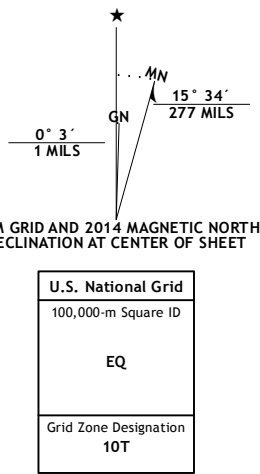 ★
MN
GN
15° 34´
277 MILS
0° 3´
1 MILS
M GRID AND 2014 MAGNETIC NORTH
ECLINATION AT CENTER OF SHEET
U.S. National Grid
100,000-m Square ID
EQ
Grid Zone Designation
10T